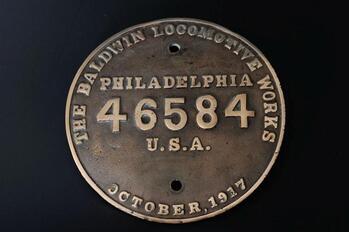 THE BALDWIN LOCOMOTIVE WORKS
PHILADELPHIA
46584
U.S.A.
OCTOBER, 1917